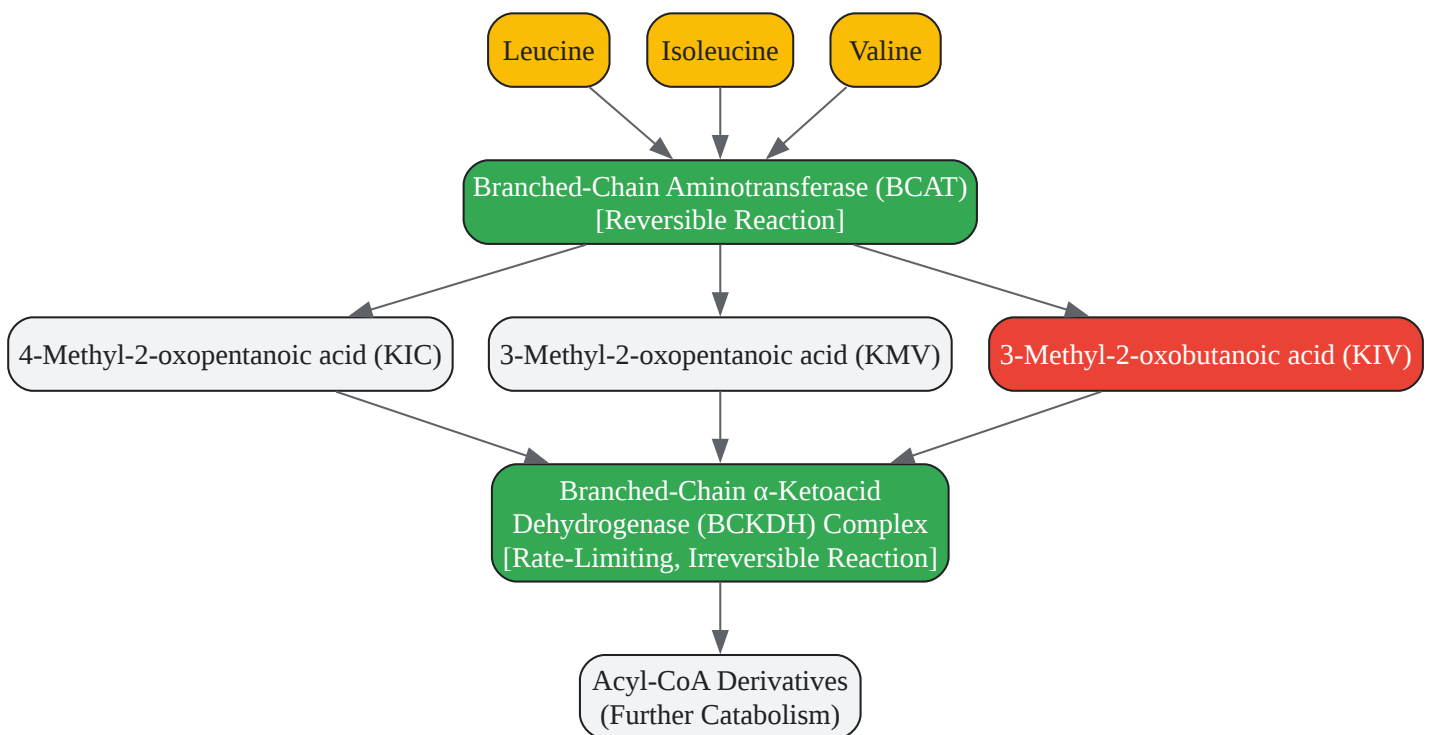 Leucine
Isoleucine
Valine
Branched-Chain Aminotransferase (BCAT)
[Reversible Reaction]
4-Methyl-2-oxopentanoic acid (KIC)
3-Methyl-2-oxopentanoic acid (KMV)
3-Methyl-2-oxobutanoic acid (KIV)
Branched-Chain α-Ketoacid
Dehydrogenase (BCKDH) Complex
[Rate-Limiting, Irreversible Reaction]
Acyl-CoA Derivatives
(Further Catabolism)